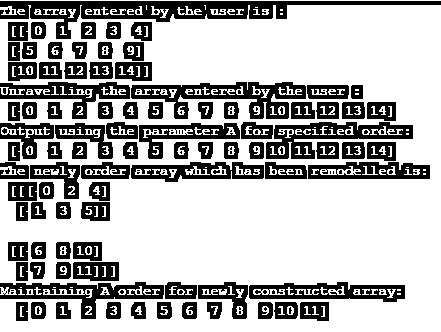 The array entered by the user is :
[[ 0 1 2 3 4]
[ 5 6 7 8 9]
[10 11 12 13 14]]
Unravelling the array entered by the user :
[ 0 1 2 3 4 5 6 7 8 9 10 11 12 13 14]
Output using the parameter A for specified order:
[ 0 1 2 3 4 5 6 7 8 9 10 11 12 13 14]
The newly order array which has been remodelled is:
[[[ 0 2 4]
[ 1 3 5]]
[[ 6 8 10]
[ 7 9 11]]]
Maintaining A order for newly constructed array:
[ 0 1 2 3 4 5 6 7 8 9 10 11]